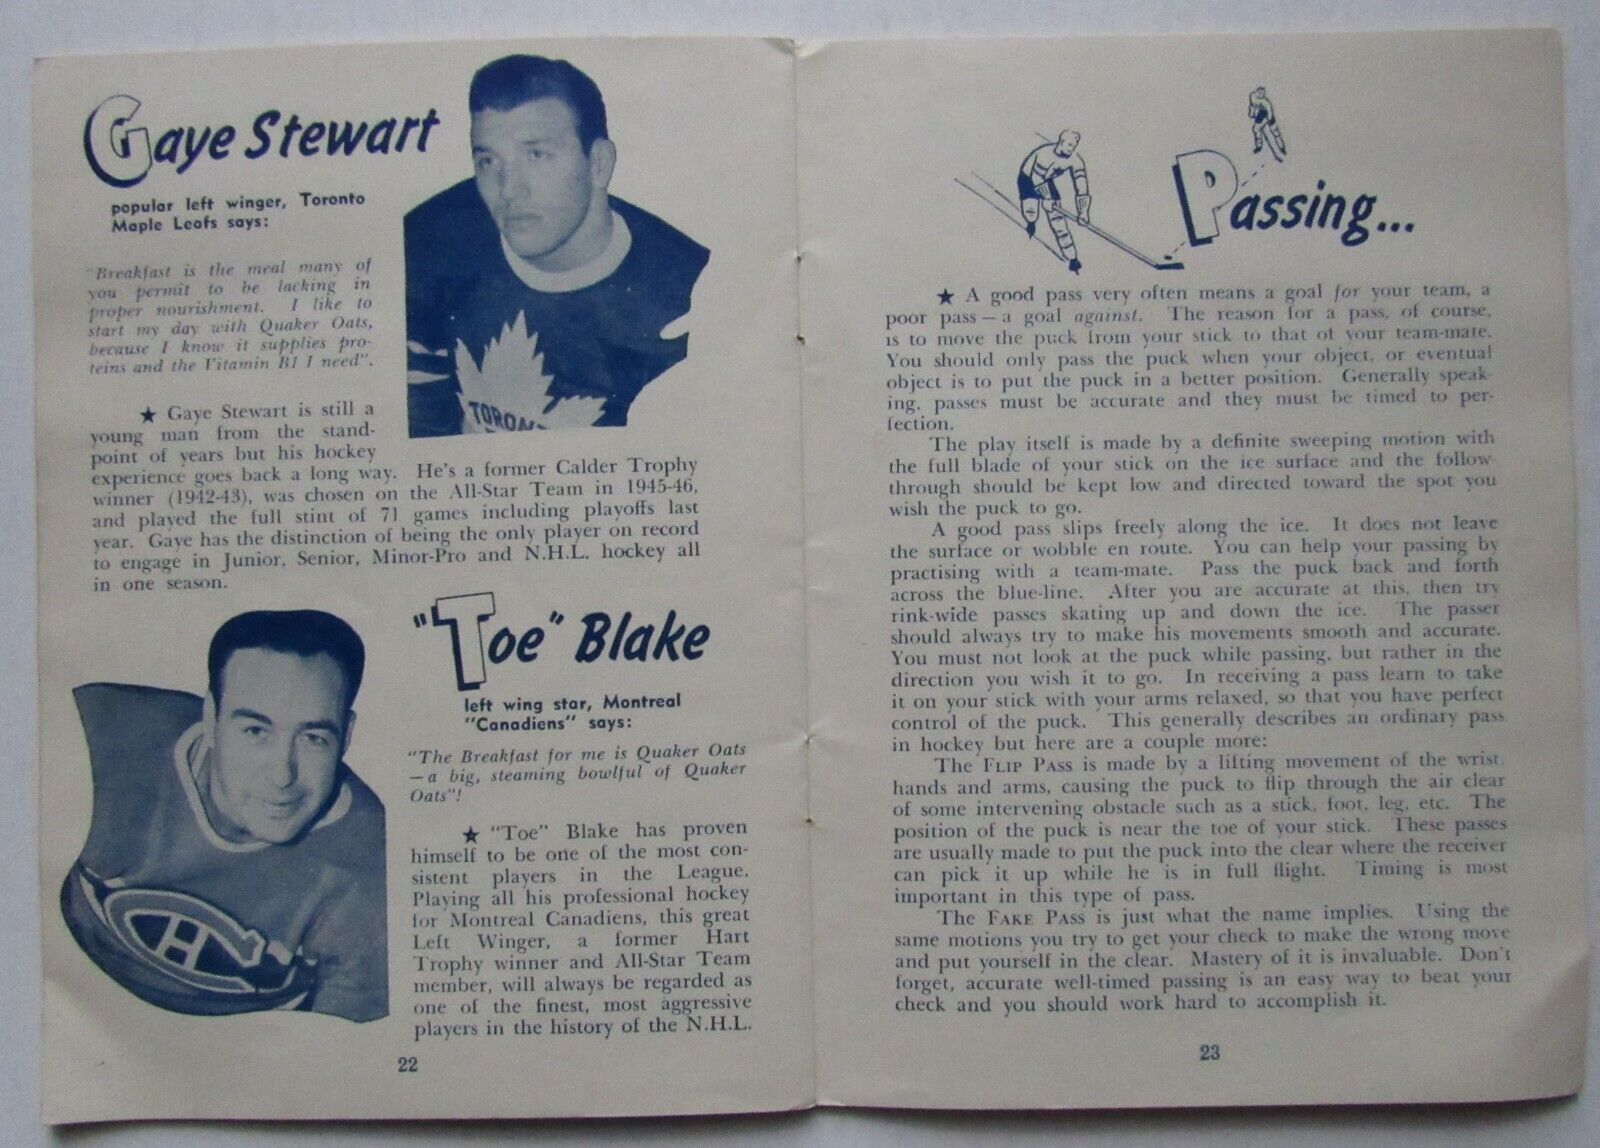 Gaye Stewart
popular left winger, Toronto
Maple Leafs says:
"Breakfast is the meal many of
you permit to be lacking in
proper nourishment. I like to
start my day with Quaker Oats,
because I know it supplies pro-
teins and the Vitamin B1 I need".
★ Gaye Stewart is still a
young man from the stand-
point of years but his hockey
experience goes back a long way. He's a former Calder Trophy
winner (1942-43), was chosen on the All-Star Team in 1945-46,
and played the full stint of 71 games including playoffs last
year. Gaye has the distinction of being the only player on record
to engage in Junior, Senior, Minor-Pro and N.H.L. hockey all
in one season.
TORON
"Toe" Blake
left wing star, Montreal
"Canadiens" says:
"The Breakfast for me is Quaker Oats
—a big, steaming bowlful of Quaker
Oats"!
★ "Toe" Blake has proven
himself to be one of the most con-
sistent players in the League.
Playing all his professional hockey
for Montreal Canadiens, this great
Left Winger, a former Hart
Trophy winner and All-Star Team
member, will always be regarded as
one of the finest, most aggressive
players in the history of the N.H.L.
CH
22
Passing...
★ A good pass very often means a goal for your team, a
poor pass—a goal against. The reason for a pass, of course,
is to move the puck from your stick to that of your team-mate.
You should only pass the puck when your object, or eventual
object is to put the puck in a better position. Generally speak-
ing, passes must be accurate and they must be timed to per-
fection.
The play itself is made by a definite sweeping motion with
the full blade of your stick on the ice surface and the follow-
through should be kept low and directed toward the spot you
wish the puck to go.
A good pass slips freely along the ice. It does not leave
the surface or wobble en route. You can help your passing by
practising with a team-mate. Pass the puck back and forth
across the blue-line. After you are accurate at this, then try
rink-wide passes skating up and down the ice. The passer
should always try to make his movements smooth and accurate.
You must not look at the puck while passing, but rather in the
direction you wish it to go. In receiving a pass learn to take
it on your stick with your arms relaxed, so that you have perfect
control of the puck. This generally describes an ordinary pass
in hockey but here are a couple more:
The FLIP PASS is made by a lifting movement of the wrist,
hands and arms, causing the puck to flip through the air clear
of some intervening obstacle such as a stick, foot, leg, etc. The
position of the puck is near the toe of your stick. These passes
are usually made to put the puck into the clear where the receiver
can pick it up while he is in full flight. Timing is most
important in this type of pass.
The FAKE PASS is just what the name implies. Using the
same motions you try to get your check to make the wrong move
and put yourself in the clear. Mastery of it is invaluable. Don't
forget, accurate well-timed passing is an easy way to beat your
check and you should work hard to accomplish it.
23